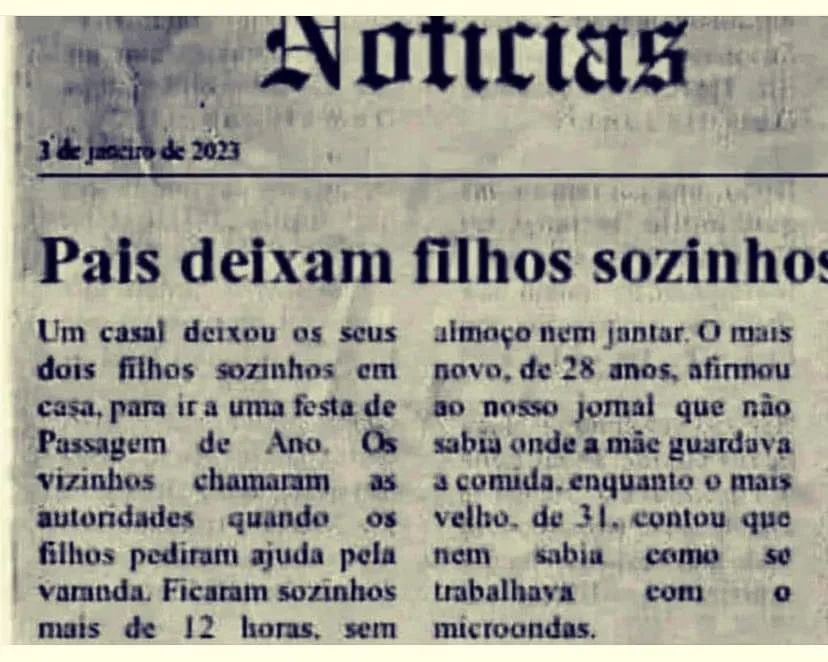 Notícias
3 de janeiro de 2023
Pais deixam filhos sozinhos
Um casal deixou os seus
dois filhos sozinhos em
casa, para ir a uma festa de
Passagem de Ano. Os
vizinhos chamaram as
autoridades quando os
filhos pediram ajuda pela
varanda. Ficaram sozinhos
mais de 12 horas, sem
almoço nem jantar. O mais
novo, de 28 anos, afirmou
ao nosso jornal que não
sabia onde a mãe guardava
a comida, enquanto o mais
velho, de 31, contou que
nem sabia como se
trabalhava com o
microondas.